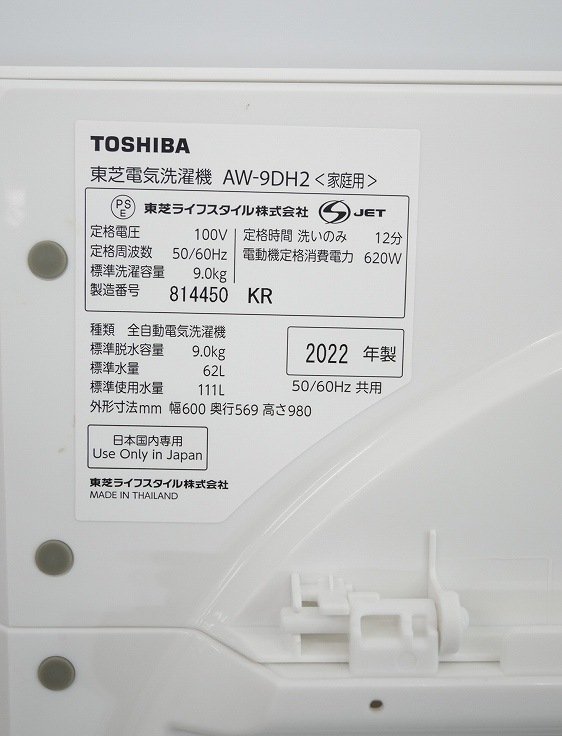 TOSHIBA
東芝電気洗濯機 AW-9DH2 <家庭用>
PS E 東芝ライフスタイル株式会社 S JET
定格電圧 100V 定格時間 洗いのみ 12分
定格周波数 50/60Hz 電動機定格消費電力 620W
標準洗濯容量 9.0kg
製造番号 814450 KR
種類 全自動電気洗濯機
標準脱水容量 9.0kg
2022 年製
標準水量 62L
標準使用水量 111L
50/60Hz 共用
外形寸法mm 幅600 奥行569 高さ980
日本国内専用
Use Only in Japan
東芝ライフスタイル株式会社
MADE IN THAILAND